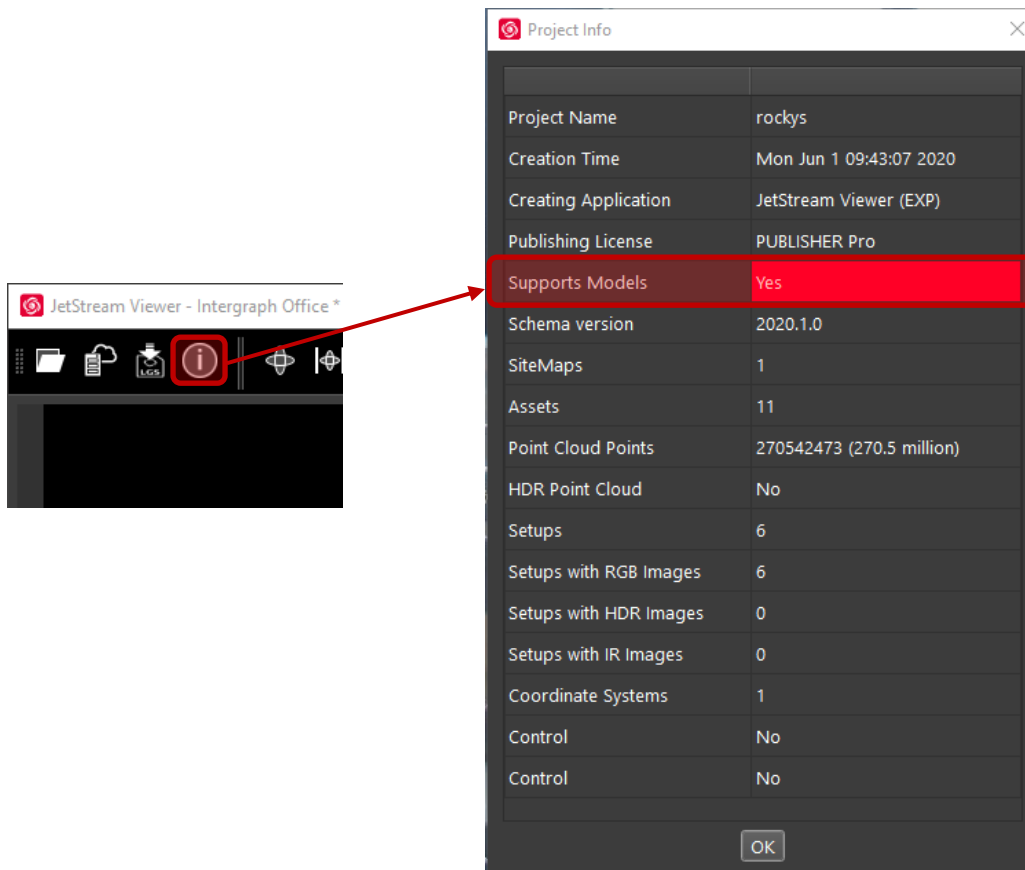 JetStream Viewer - Intergraph Office *
LGS
Project Info
Project Name rockys
Creation Time Mon Jun 1 09:43:07 2020
Creating Application JetStream Viewer (EXP)
Publishing License PUBLISHER Pro
Supports Models Yes
Schema version 2020.1.0
SiteMaps 1
Assets 11
Point Cloud Points 270542473 (270.5 million)
HDR Point Cloud No
Setups 6
Setups with RGB Images 6
Setups with HDR Images 0
Setups with IR Images 0
Coordinate Systems 1
Control No
Control No
OK